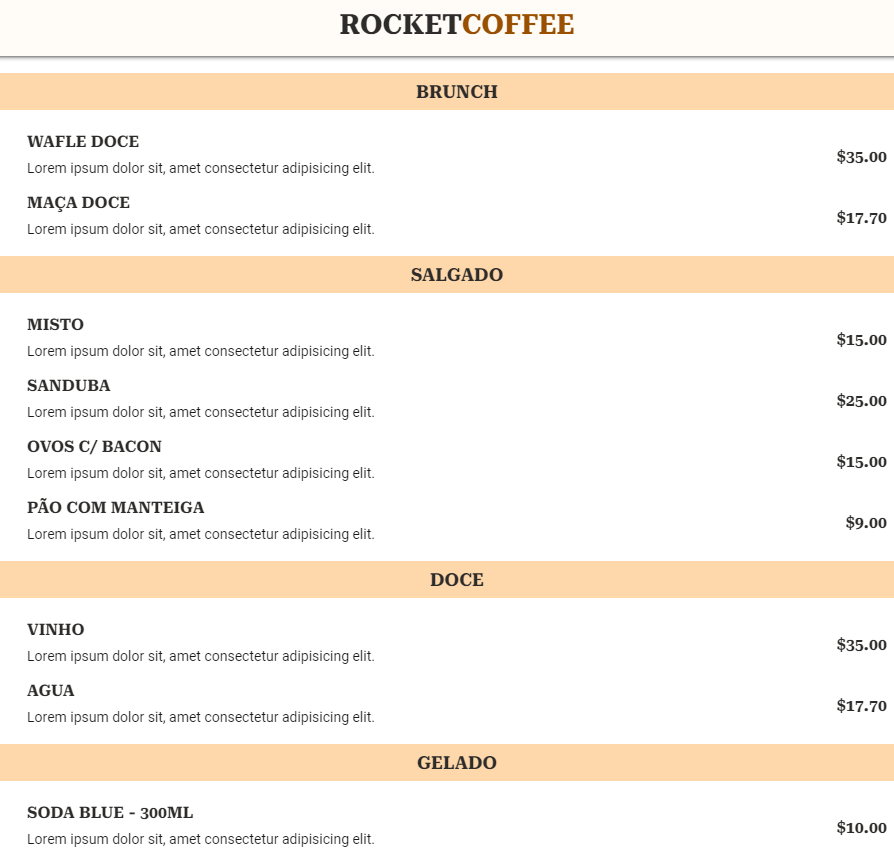 ROCKETCOFFEE
BRUNCH
WAFLE DOCE
Lorem ipsum dolor sit, amet consectetur adipisicing elit.
$35.00
MAÇA DOCE
Lorem ipsum dolor sit, amet consectetur adipisicing elit.
$17.70
SALGADO
MISTO
Lorem ipsum dolor sit, amet consectetur adipisicing elit.
$15.00
SANDUBA
Lorem ipsum dolor sit, amet consectetur adipisicing elit.
$25.00
OVOS C/ BACON
Lorem ipsum dolor sit, amet consectetur adipisicing elit.
$15.00
PÃO COM MANTEIGA
Lorem ipsum dolor sit, amet consectetur adipisicing elit.
$9.00
DOCE
VINHO
Lorem ipsum dolor sit, amet consectetur adipisicing elit.
$35.00
AGUA
Lorem ipsum dolor sit, amet consectetur adipisicing elit.
$17.70
GELADO
SODA BLUE - 300ML
Lorem ipsum dolor sit, amet consectetur adipisicing elit.
$10.00